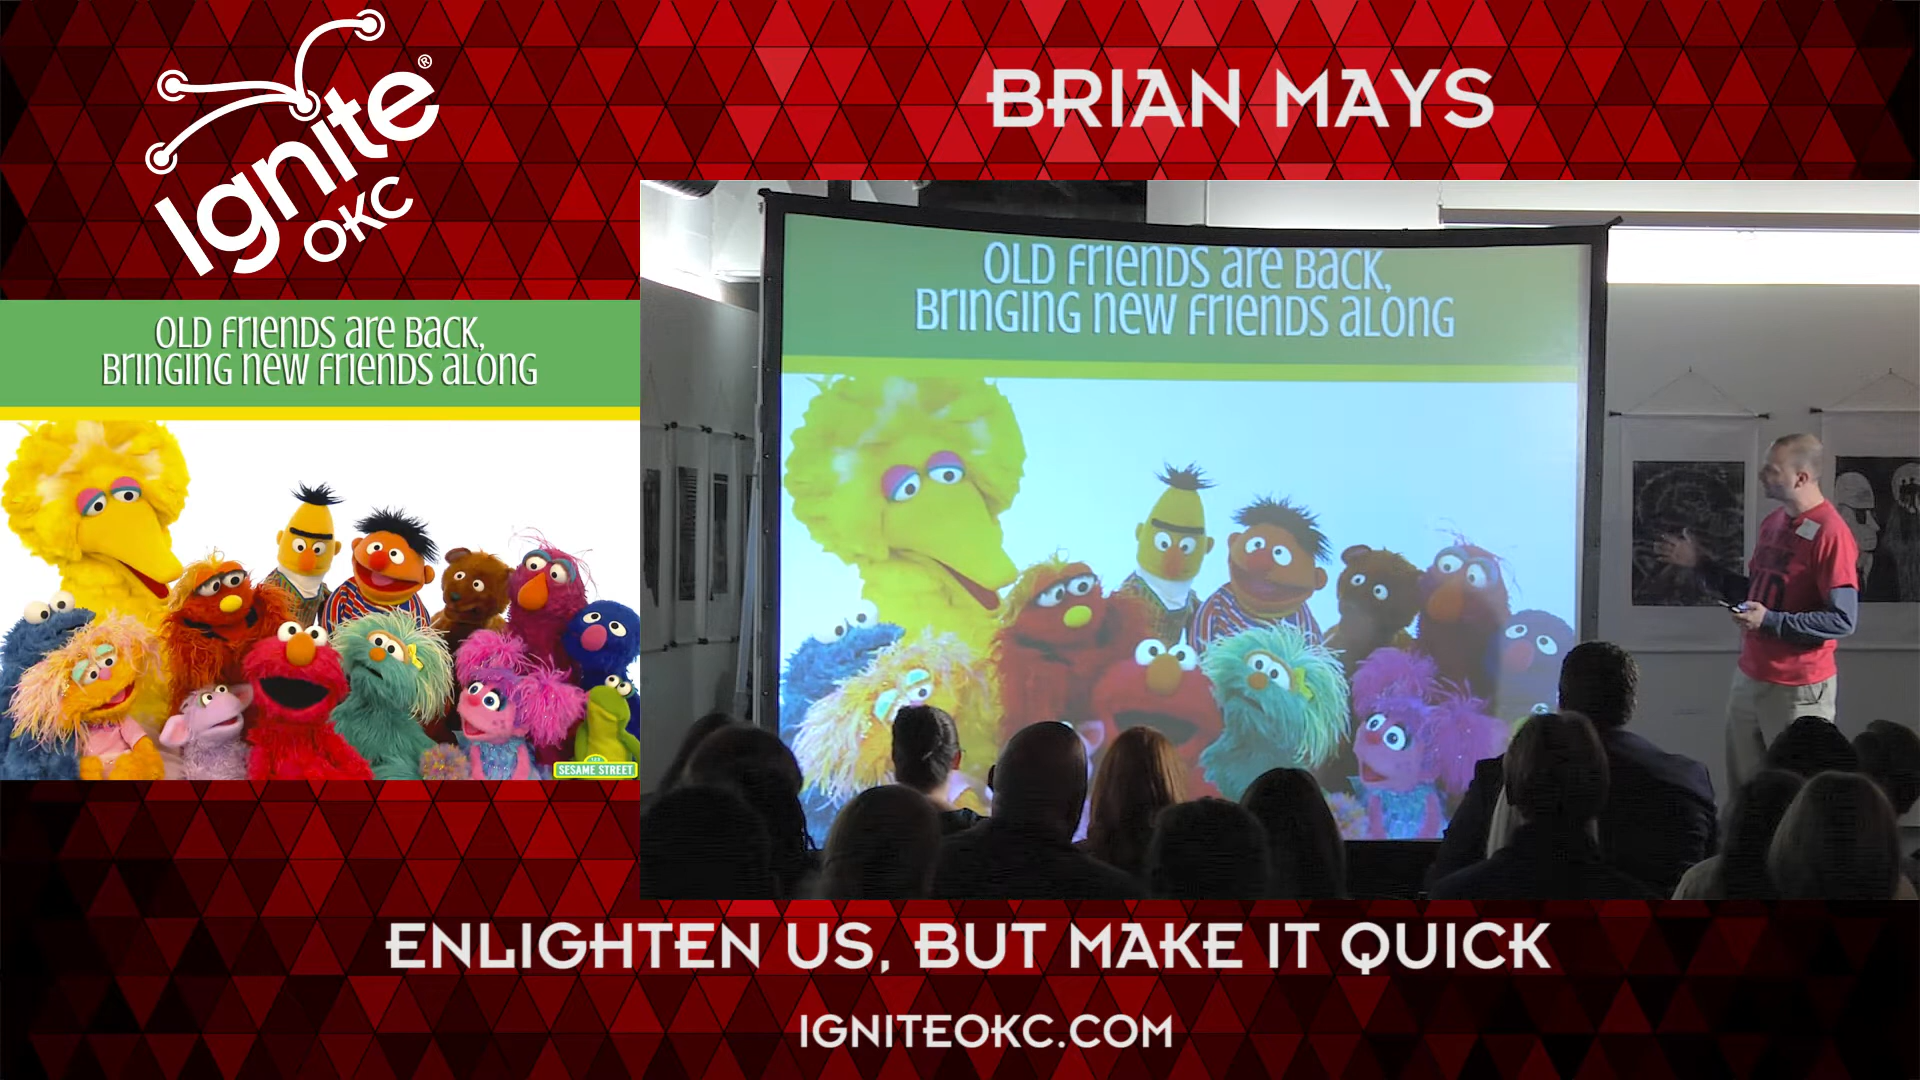 Ignite®
OKC
BRIAN MAYS
OLD Friends are Back,
Bringing new Friends along
SESAME STREET
OLD Friends are Back,
Bringing new Friends along
ENLIGHTEN US, BUT MAKE IT QUICK
IGNITEOKC.COM